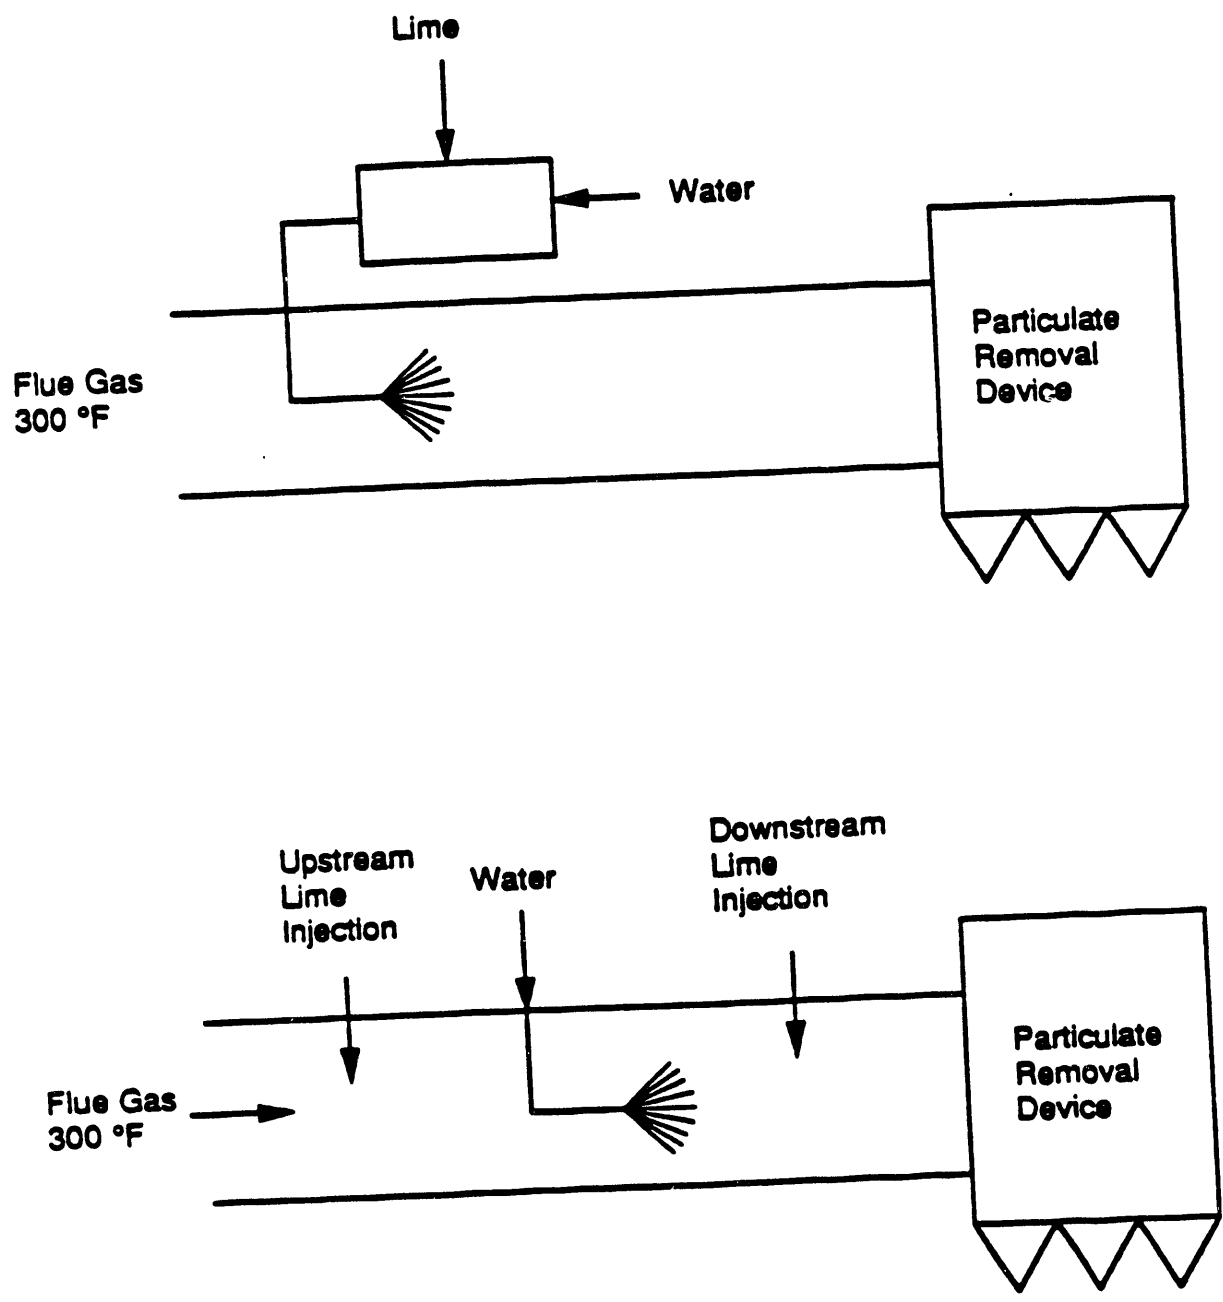 Lime
Water
Flue Gas
300 °F
Particulate
Removal
Device
Upstream
Lime
Injection
Water
Downstream
Lime
Injection
Flue Gas
300 °F
Particulate
Removal
Device